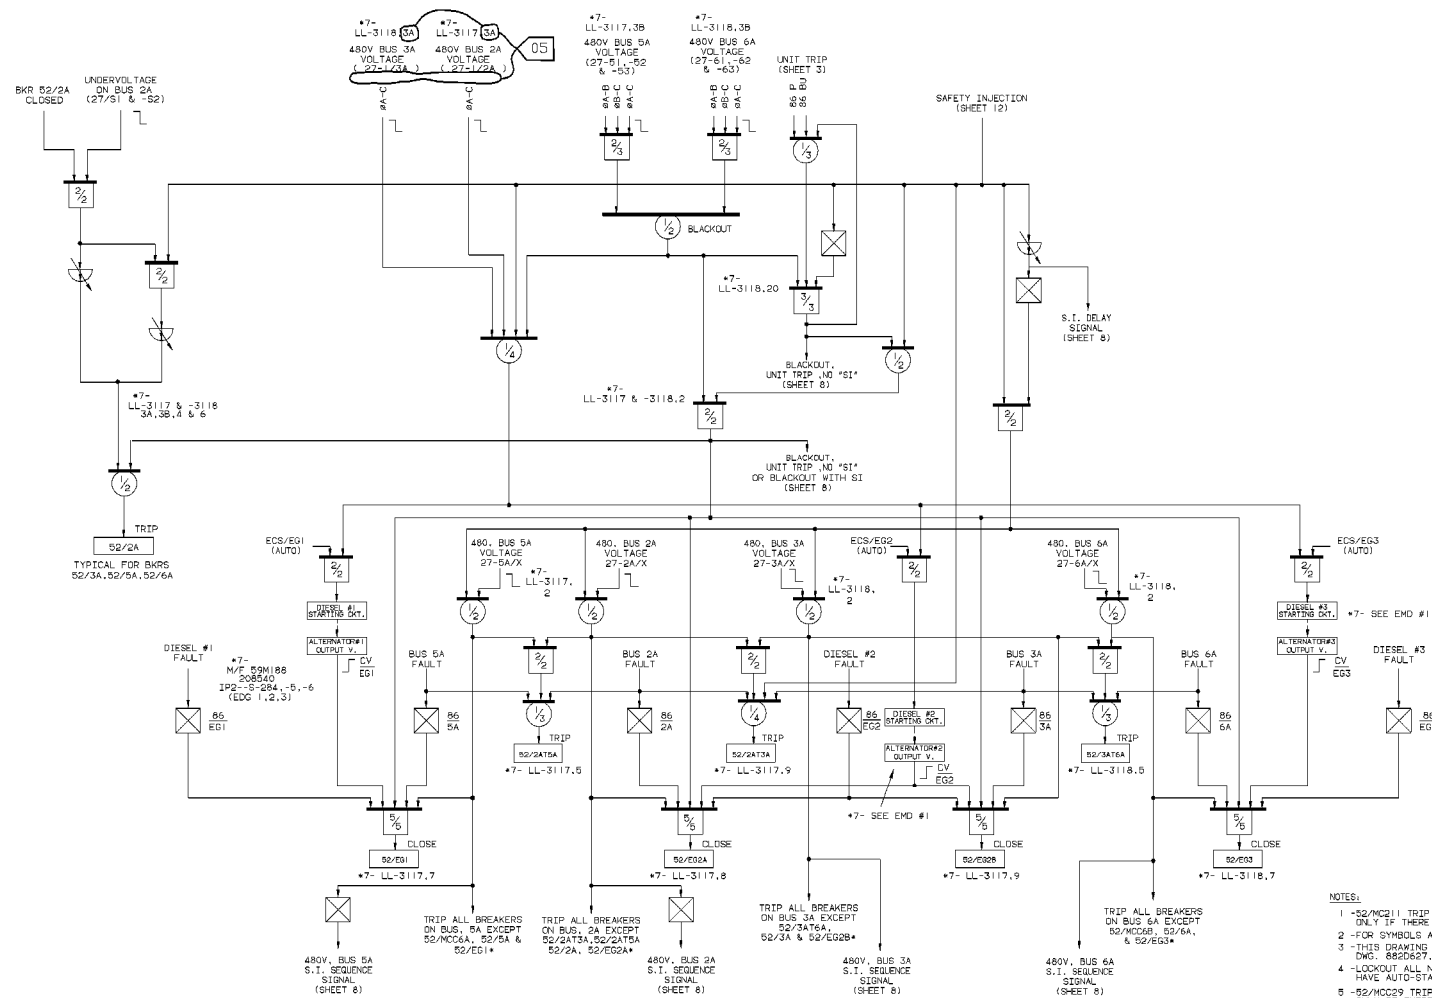 *7-
LL-3118,3A
480V BUS 3A
VOLTAGE
(27-1/3A)
*7-
LL-3117,3A
480V BUS 2A
VOLTAGE
(27-1/2A)
05
*7-
LL-3117,3B
480V BUS 5A
VOLTAGE
(27-51,-52
& -53)
*7-
LL-3118,3B
480V BUS 6A
VOLTAGE
(27-61,-62
& -63)
UNIT TRIP
(SHEET 3)
BKR 52/2A
CLOSED
UNDERVOLTAGE
ON BUS 2A
(27/S1 & -S2)
SAFETY INJECTION
(SHEET 12)
ØA-C
ØA-C
ØA-B
ØB-C
ØA-C
ØA-B
ØB-C
ØA-C
86 P
86 BU
2/3
2/3
1/3
2/2
1/2
BLACKOUT
2/2
*7-
LL-3118,20
3/3
S.I. DELAY
SIGNAL
(SHEET 8)
1/4
1/2
BLACKOUT,
UNIT TRIP ,NO "SI"
(SHEET 8)
*7-
LL-3117 & -3118
3A,3B,4 & 6
*7-
LL-3117 & -3118,2
2/2
2/2
1/2
BLACKOUT,
UNIT TRIP ,NO "SI"
OR BLACKOUT WITH SI
(SHEET 8)
TRIP
52/2A
TYPICAL FOR BKRS
52/3A,52/5A,52/6A
ECS/EG1
(AUTO)
2/2
480. BUS 5A
VOLTAGE
27-5A/X
*7-
LL-3117,
2
480. BUS 2A
VOLTAGE
27-2A/X
480. BUS 3A
VOLTAGE
27-3A/X
*7-
LL-3118,
2
ECS/EG2
(AUTO)
2/2
480. BUS 6A
VOLTAGE
27-6A/X
*7-
LL-3118,
2
ECS/EG3
(AUTO)
2/2
1/2
1/2
1/2
1/2
DIESEL #1
STARTING CKT.
DIESEL #3
STARTING CKT.
*7- SEE EMD #1
ALTERNATOR#1
OUTPUT V.
CV
EG1
ALTERNATOR#3
OUTPUT V.
CV
EG3
DIESEL #1
FAULT
*7-
M/F 59M188
208540
IP2--S-284,-5,-6
(EDG 1,2,3)
BUS 5A
FAULT
2/2
BUS 2A
FAULT
2/2
DIESEL #2
FAULT
BUS 3A
FAULT
2/2
BUS 6A
FAULT
DIESEL #3
FAULT
86
EG1
86
5A
1/3
86
2A
1/4
86
EG2
DIESEL #2
STARTING CKT.
86
3A
1/3
86
6A
TRIP
52/2AT5A
*7- LL-3117,5
TRIP
52/2AT3A
*7- LL-3117,9
ALTERNATOR#2
OUTPUT V.
CV
EG2
TRIP
52/3AT6A
*7- LL-3118,5
*7- SEE EMD #1
5/5
5/5
5/5
5/5
CLOSE
52/EG1
*7- LL-3117,7
CLOSE
52/EG2A
*7- LL-3117,8
CLOSE
52/EG2B
*7- LL-3117,9
CLOSE
52/EG3
*7- LL-3118,7
480V, BUS 5A
S.I. SEQUENCE
SIGNAL
(SHEET 8)
TRIP ALL BREAKERS
ON BUS, 5A EXCEPT
52/MCC6A, 52/5A &
52/EG1*
TRIP ALL BREAKERS
ON BUS, 2A EXCEPT
52/2AT3A,52/2AT5A
52/2A, 52/EG2A*
480V, BUS 2A
S.I. SEQUENCE
SIGNAL
(SHEET 8)
TRIP ALL BREAKERS
ON BUS 3A EXCEPT
52/3AT6A,
52/3A & 52/EG2B*
480V, BUS 3A
S.I. SEQUENCE
SIGNAL
(SHEET 8)
480V, BUS 6A
S.I. SEQUENCE
SIGNAL
(SHEET 8)
TRIP ALL BREAKERS
ON BUS 6A EXCEPT
52/MCC6B, 52/6A,
& 52/EG3*
NOTES:
1 -52/MC211 TRIP
ONLY IF THERE
2 -FOR SYMBOLS A
3 -THIS DRAWING
DWG. 882D627,
4 -LOCKOUT ALL N
HAVE AUTO-STA
5 -52/MCC29 TRIP